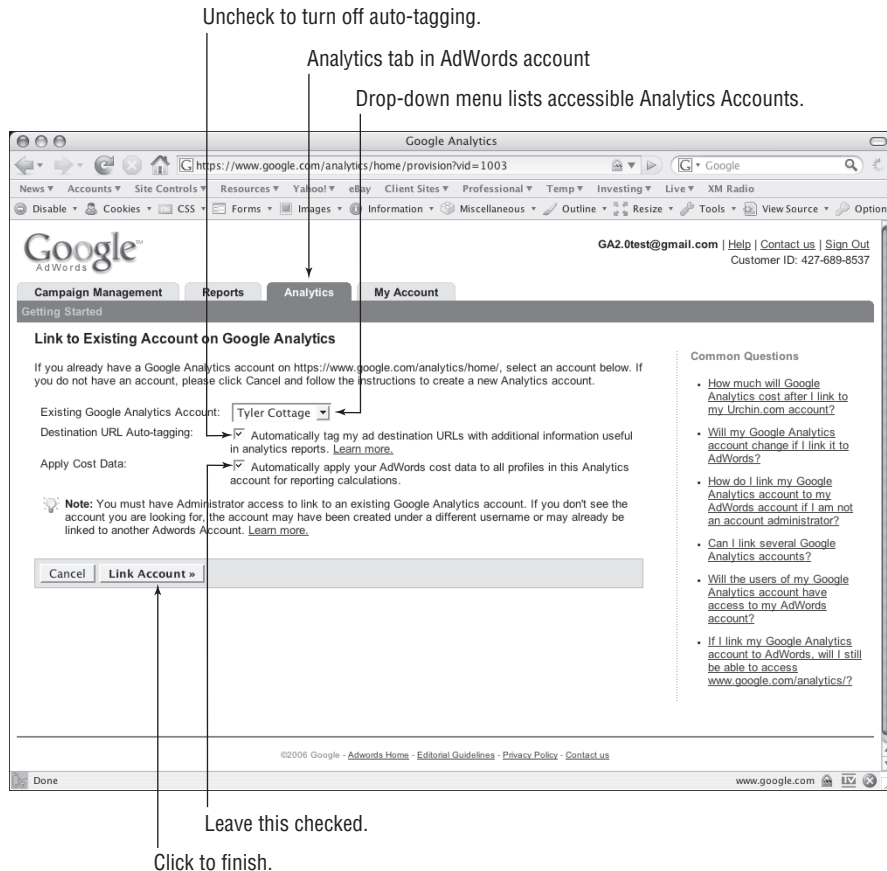 Uncheck to turn off auto-tagging.
Analytics tab in AdWords account
Drop-down menu lists accessible Analytics Accounts.
Google Analytics
https://www.google.com/analytics/home/provision?vid=1003
Google
News Accounts Site Controls Resources Yahoo! eBay Client Sites Professional Temp Investing Live XM Radio
Disable Cookies CSS Forms Images Information Miscellaneous Outline Resize Tools View Source Option
Google™
AdWords
GA2.0test@gmail.com | Help | Contact us | Sign Out
Customer ID: 427-689-8537
Campaign Management Reports Analytics My Account
Getting Started
Link to Existing Account on Google Analytics
If you already have a Google Analytics account on https://www.google.com/analytics/home/, select an account below. If
you do not have an account, please click Cancel and follow the instructions to create a new Analytics account.
Existing Google Analytics Account: Tyler Cottage
Destination URL Auto-tagging: Automatically tag my ad destination URLs with additional information useful
in analytics reports. Learn more.
Apply Cost Data: Automatically apply your AdWords cost data to all profiles in this Analytics
account for reporting calculations.
Note: You must have Administrator access to link to an existing Google Analytics account. If you don't see the
account you are looking for, the account may have been created under a different username or may already be
linked to another Adwords Account. Learn more.
Cancel Link Account »
Common Questions
• How much will Google
Analytics cost after I link to
my Urchin.com account?
• Will my Google Analytics
account change if I link it to
AdWords?
• How do I link my Google
Analytics account to my
AdWords account if I am not
an account administrator?
• Can I link several Google
Analytics accounts?
• Will the users of my Google
Analytics account have
access to my AdWords
account?
• If I link my Google Analytics
account to AdWords, will I still
be able to access
www.google.com/analytics/?
©2006 Google - Adwords Home - Editorial Guidelines - Privacy Policy - Contact us
Done
www.google.com
Leave this checked.
Click to finish.